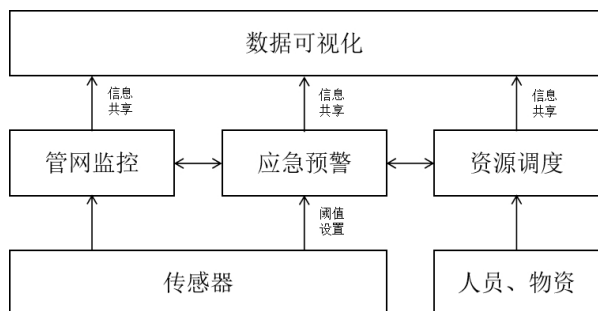 数据可视化
信息
共享
信息
共享
信息
共享
管网监控
应急预警
资源调度
阈值
设置
传感器
人员、物资